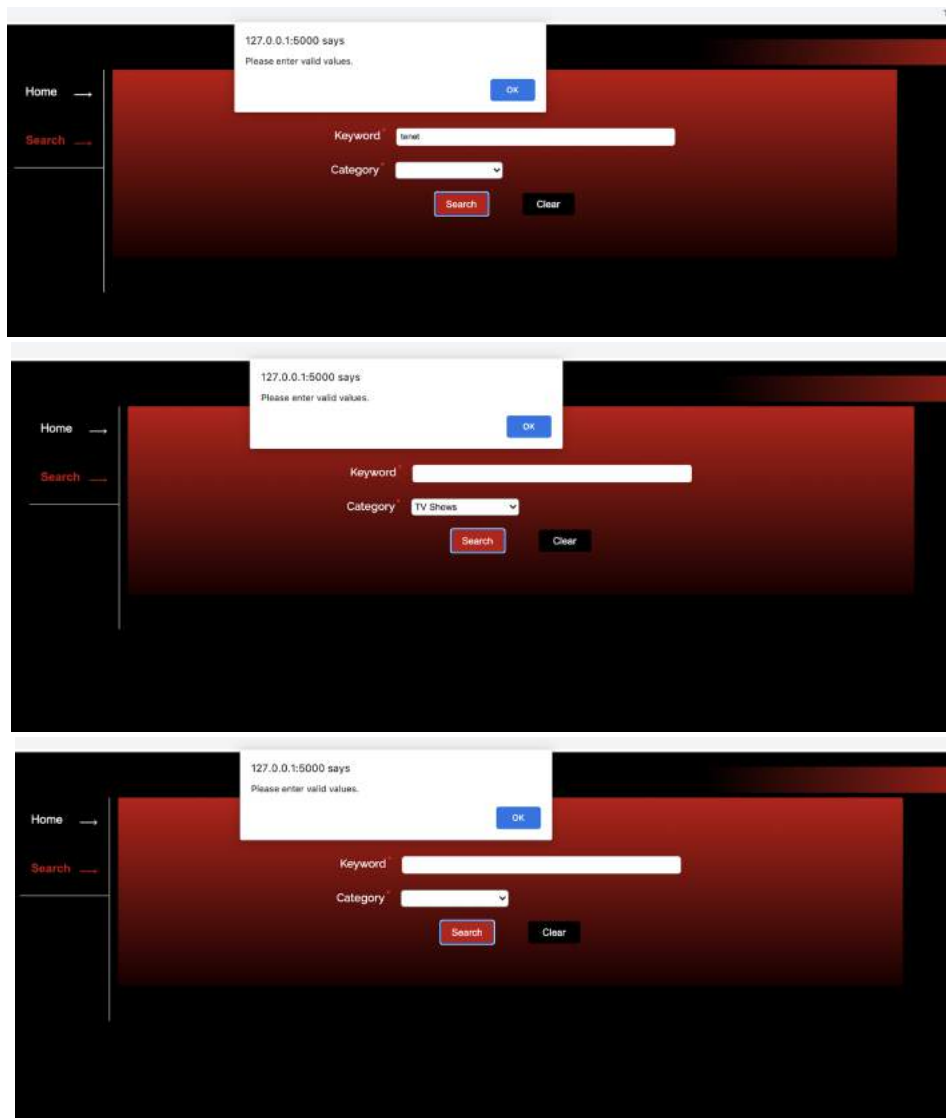 127.0.0.1:5000 says
Please enter valid values.
OK
Home →
Search →
Keyword* tenet
Category*
Search Clear
127.0.0.1:5000 says
Please enter valid values.
OK
Home →
Search →
Keyword*
Category* TV Shows
Search Clear
127.0.0.1:5000 says
Please enter valid values.
OK
Home →
Search →
Keyword*
Category*
Search Clear